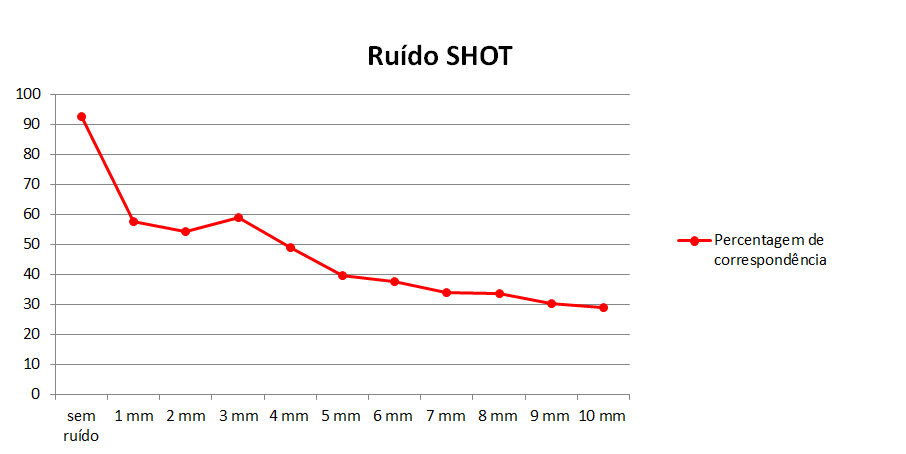 Ruído SHOT
100
90
80
70
60
50
40
30
20
10
0
sem ruído
1 mm
2 mm
3 mm
4 mm
5 mm
6 mm
7 mm
8 mm
9 mm
10 mm
Percentagem de
correspondência